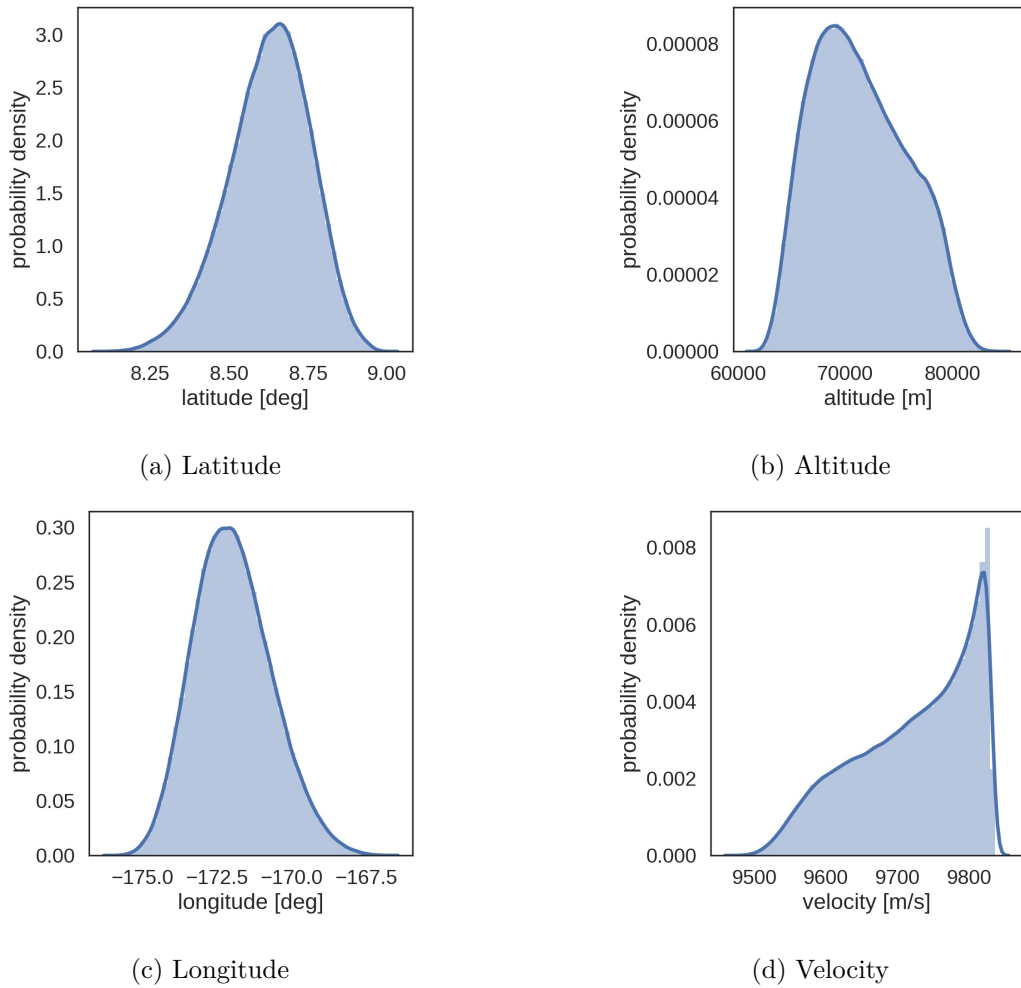 probability density
3.0
2.5
2.0
1.5
1.0
0.5
0.0
8.25 8.50 8.75 9.00
latitude [deg]
(a) Latitude
probability density
0.00008
0.00006
0.00004
0.00002
0.00000
60000 70000 80000
altitude [m]
(b) Altitude
probability density
0.30
0.25
0.20
0.15
0.10
0.05
0.00
−175.0 −172.5 −170.0 −167.5
longitude [deg]
(c) Longitude
probability density
0.008
0.006
0.004
0.002
0.000
9500 9600 9700 9800
velocity [m/s]
(d) Velocity